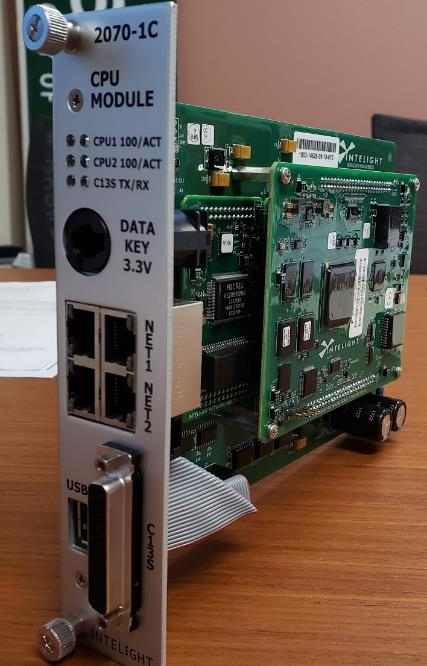 2070-1C
CPU
MODULE
CPU1 100/ACT
CPU2 100/ACT
C13S TX/RX
DATA
KEY
3.3V
NET1
NET2
USB
C13S
INTELIGHT
INTELIGHT
MICREL
INTELIGHT